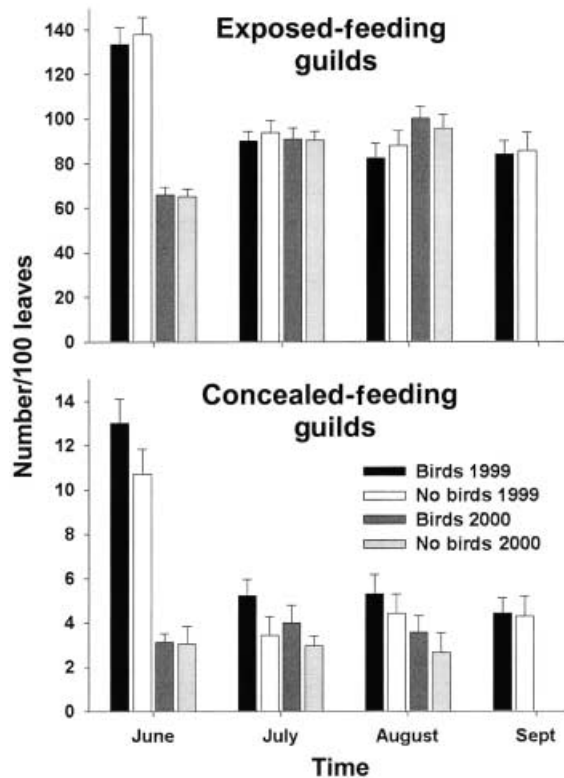 Exposed-feeding
guilds
140
120
100
80
60
40
20
0
Number/100 leaves
Concealed-feeding
guilds
14
12
10
8
6
4
2
0
Birds 1999
No birds 1999
Birds 2000
No birds 2000
June
July
August
Sept
Time